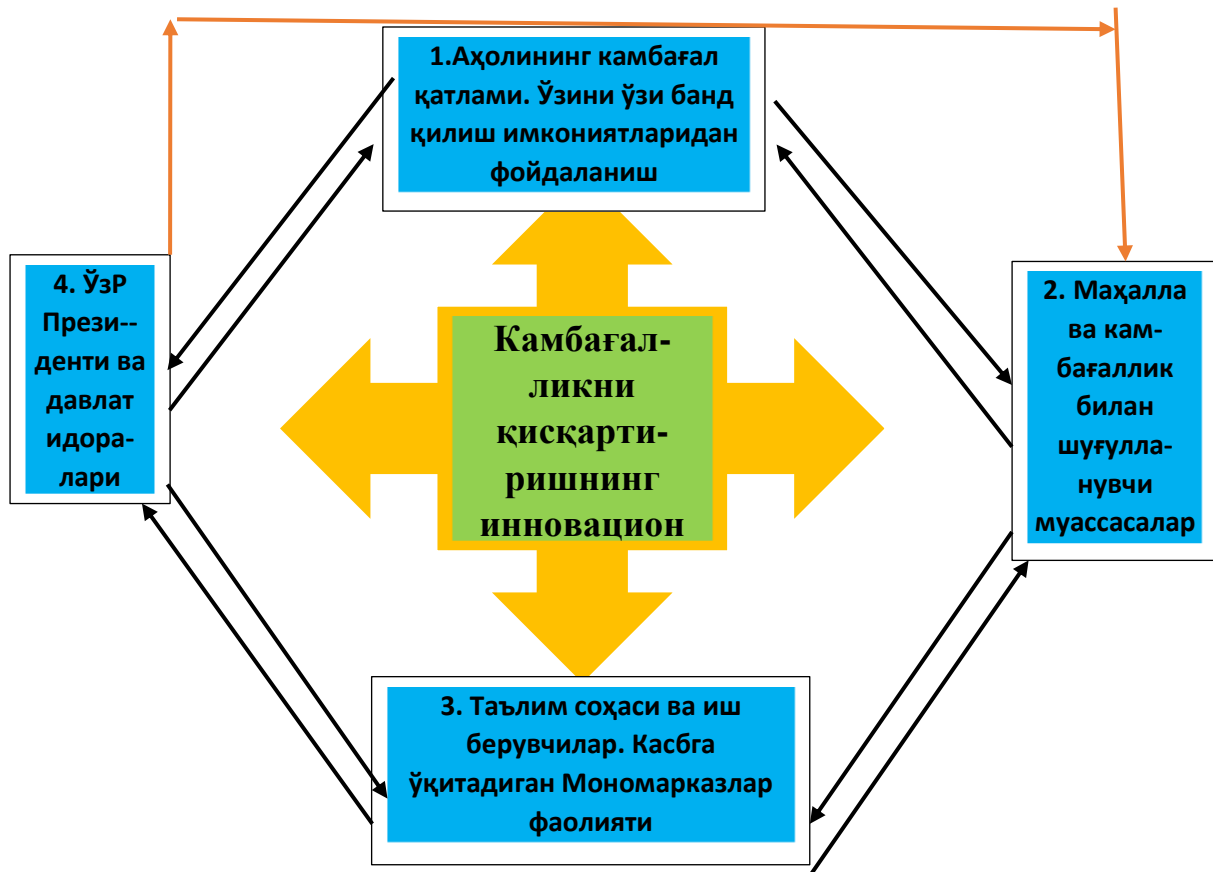 1.Аҳолининг камбағал
қатлами. Ўзини ўзи банд
қилиш имкониятларидан
фойдаланиш
4. ЎзР
Прези--
денти ва
давлат
идора-
лари
Камбағал-
ликни
қисқарти-
ришнинг
инновацион
2. Маҳалла
ва кам-
бағаллик
билан
шуғулла-
нувчи
муассасалар
3. Таълим соҳаси ва иш
берувчилар. Касбга
ўқитадиган Мономарказлар
фаолияти